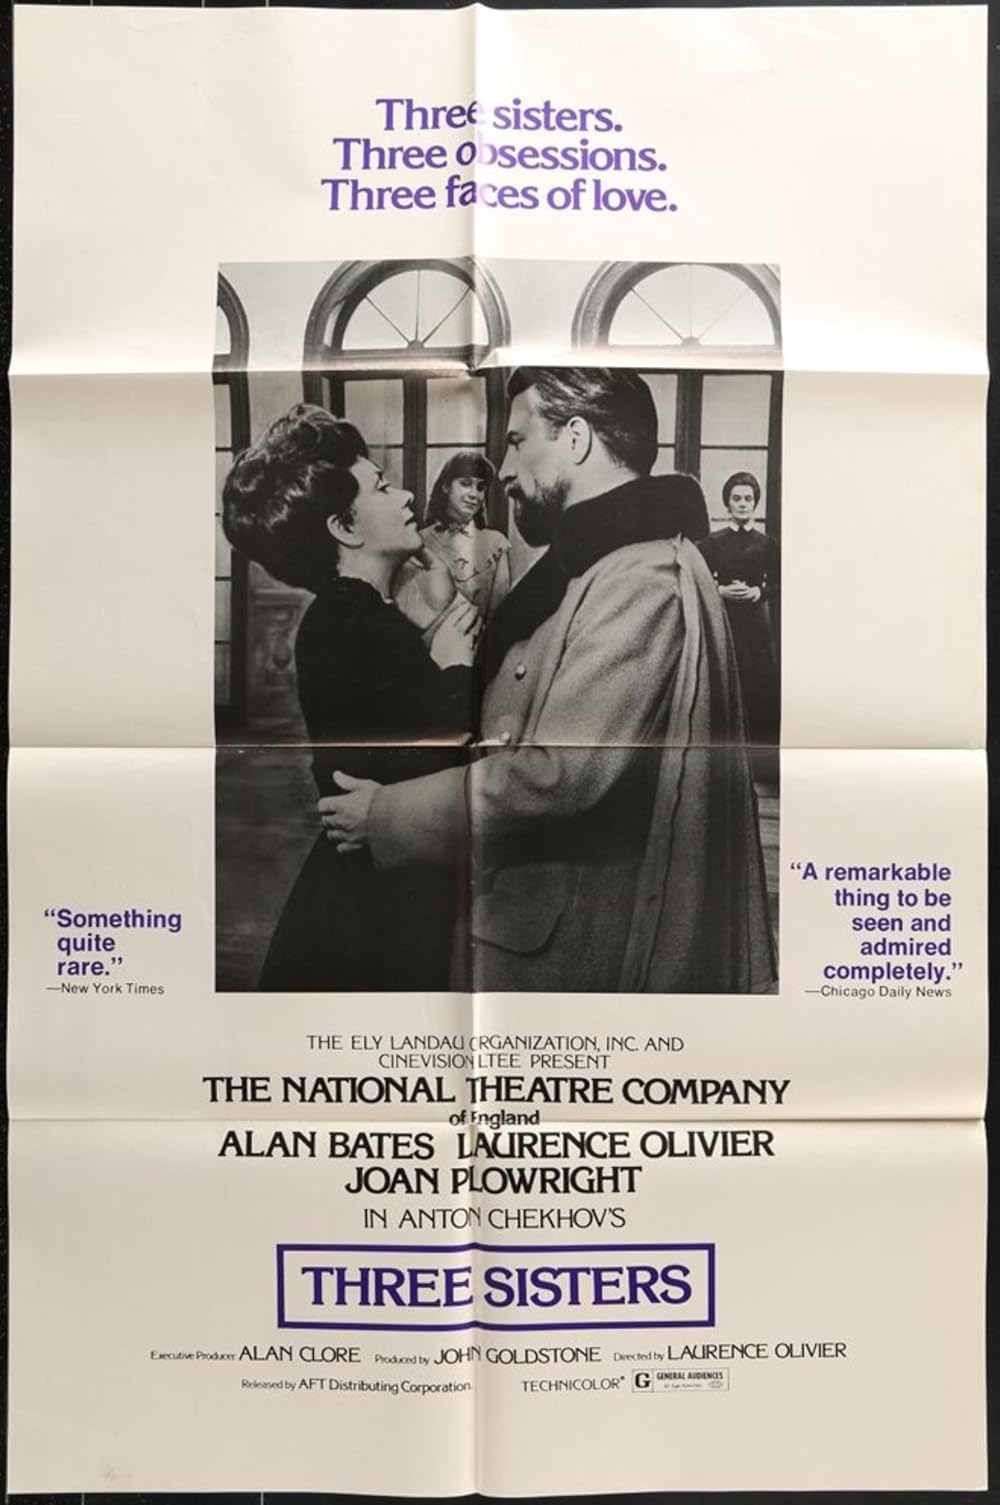 Three sisters.
Three obsessions.
Three faces of love.
“Something
quite
rare.”
—New York Times
“A remarkable
thing to be
seen and
admired
completely.”
—Chicago Daily News
THE ELY LANDAU ORGANIZATION, INC. AND
CINEVISION LTEE PRESENT
THE NATIONAL THEATRE COMPANY
of England
ALAN BATES LAURENCE OLIVIER
JOAN PLOWRIGHT
IN ANTON CHEKHOV'S
THREE SISTERS
Executive Producer ALAN CLORE Produced by JOHN GOLDSTONE Directed by LAURENCE OLIVIER
Released by AFT Distributing Corporation. TECHNICOLOR® G GENERAL AUDIENCES